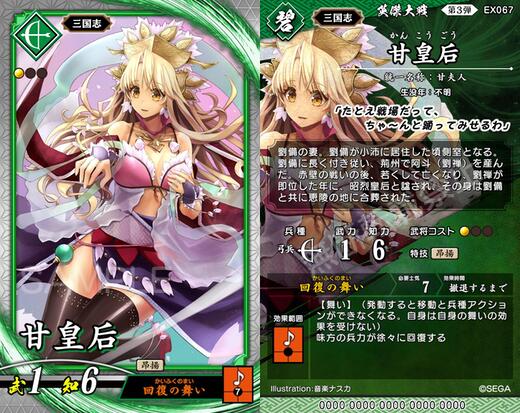 三国志
甘皇后
昂揚
武1 知6
かいふくのまい
回復の舞い
7
碧
三国志
英傑大戦
第3弾
EX067
かん こう ごう
甘皇后
統一名称:甘夫人
生没年:不明
「たとえ戦場だって、
ちゃ〜んと踊ってみせるわ」
劉備の妻。劉備が小沛に居住した頃側室となる。
劉備に長く付き従い、荊州で阿斗(劉禅)を産ん
だ。赤壁の戦いの後、若くして亡くなり、劉禅が
即位した年に、昭烈皇后と諡され、その身は劉備
と共に恵陵の地に合葬された。
兵種 武力 知力 武将コスト
弓兵 1 6
特技 昂揚
かいふくのまい 必要士気 効果時間
回復の舞い 7 撤退するまで
効果範囲
【舞い】(発動すると移動と兵種アクション
ができなくなる。自身は自身の舞いの効
果を受けない)
味方の兵力が徐々に回復する
Illustration:音楽ナスカ
©SEGA
0000-0000-0000-0000-0000